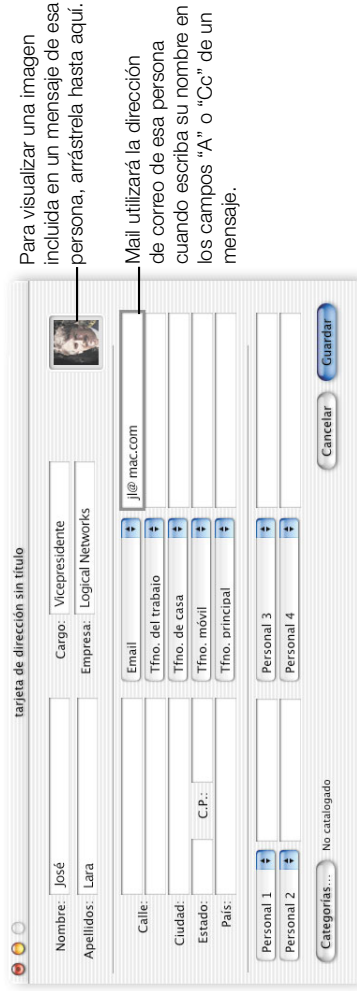 tarjeta de dirección sin título
Nombre: José
Cargo: Vicepresidente
Apellidos: Lara
Empresa: Logical Networks
Calle:
Ciudad:
Estado:
C.P.:
País:
Email
jl@mac.com
Tfno. del trabajo
Tfno. de casa
Tfno. móvil
Tfno. principal
Personal 1
Personal 3
Personal 2
Personal 4
Categorías... No catalogado
Cancelar
Guardar
Para visualizar una imagen
incluida en un mensaje de esa
persona, arrástrela hasta aquí.
Mail utilizará la dirección
de correo de esa persona
cuando escriba su nombre en
los campos “A” o “Cc” de un
mensaje.